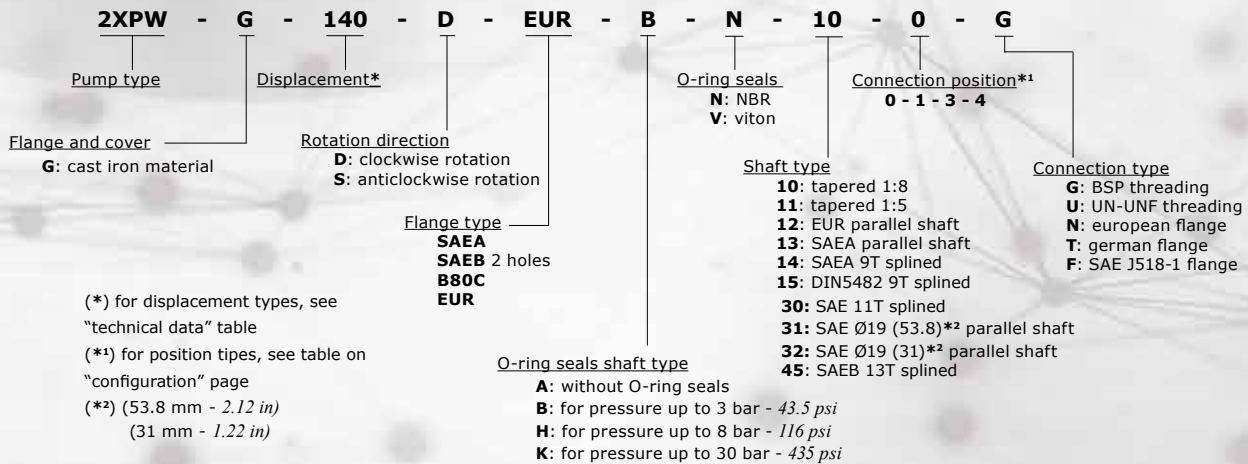 2XPW - G - 140 - D - EUR - B - N - 10 - 0 - G
Pump type
Displacement*
O-ring seals
N: NBR
V: viton
Connection position*¹
0 - 1 - 3 - 4
Flange and cover
G: cast iron material
Rotation direction
D: clockwise rotation
S: anticlockwise rotation
Flange type
SAEA
SAEB 2 holes
B80C
EUR
Shaft type
10: tapered 1:8
11: tapered 1:5
12: EUR parallel shaft
13: SAEA parallel shaft
14: SAEA 9T splined
15: DIN5482 9T splined
30: SAE 11T splined
31: SAE Ø19 (53.8)*² parallel shaft
32: SAE Ø19 (31)*² parallel shaft
45: SAEB 13T splined
Connection type
G: BSP threading
U: UN-UNF threading
N: european flange
T: german flange
F: SAE J518-1 flange
(*) for displacement types, see
"technical data" table
(*¹) for position tipes, see table on
"configuration" page
(*²) (53.8 mm - 2.12 in)
(31 mm - 1.22 in)
O-ring seals shaft type
A: without O-ring seals
B: for pressure up to 3 bar - 43.5 psi
H: for pressure up to 8 bar - 116 psi
K: for pressure up to 30 bar - 435 psi